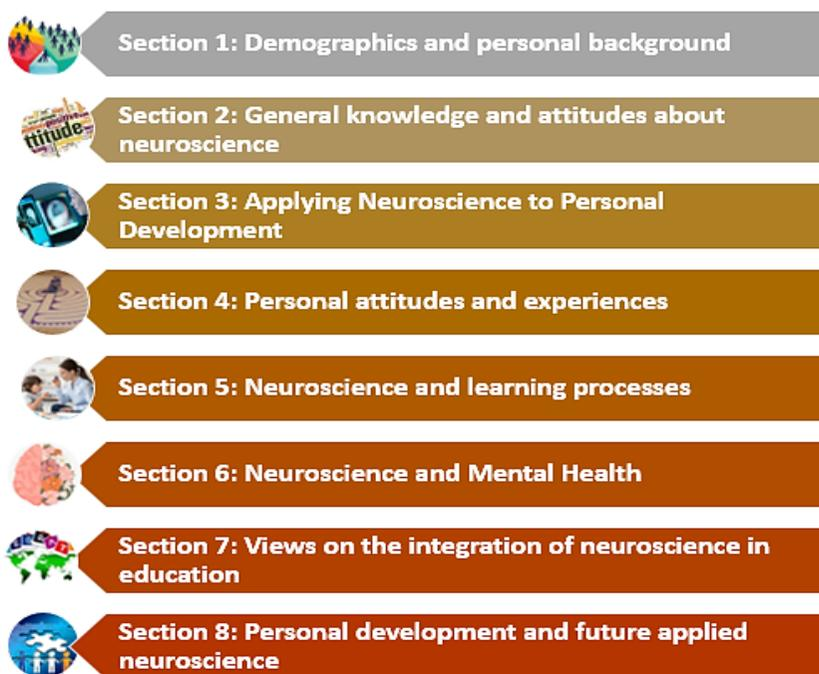 Section 1: Demographics and personal background
Section 2: General knowledge and attitudes about
neuroscience
Section 3: Applying Neuroscience to Personal
Development
Section 4: Personal attitudes and experiences
Section 5: Neuroscience and learning processes
Section 6: Neuroscience and Mental Health
Section 7: Views on the integration of neuroscience in
education
Section 8: Personal development and future applied
neuroscience
positive
ttitude